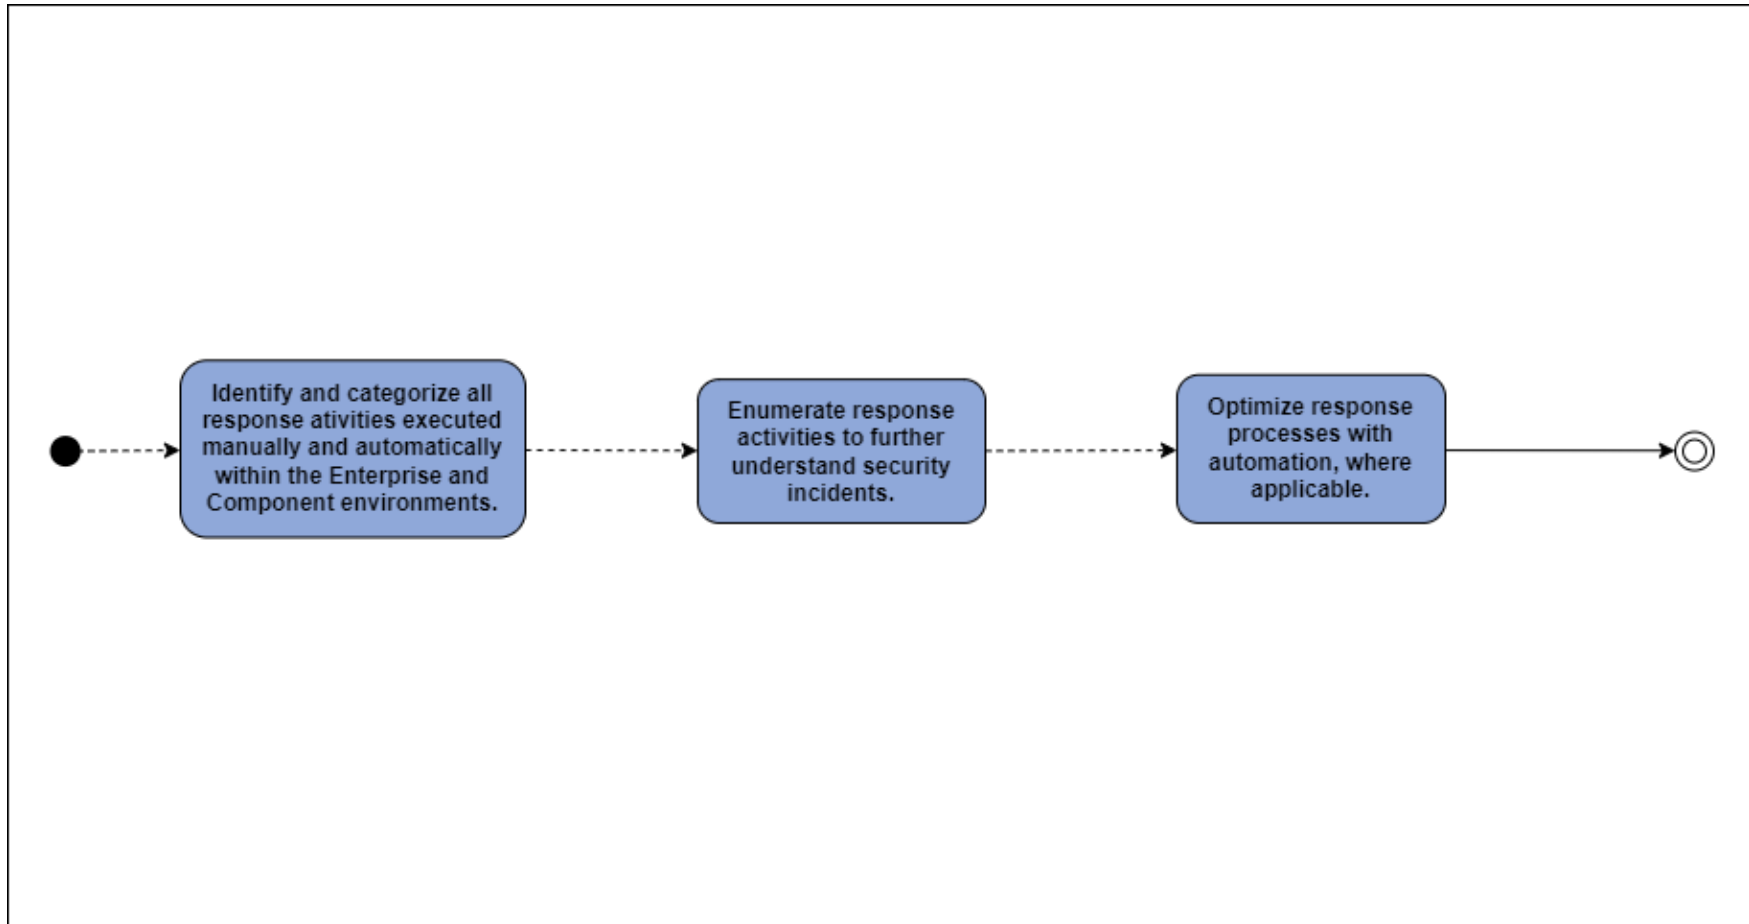 Identify and categorize all
response ativities executed
manually and automatically
within the Enterprise and
Component environments.
Enumerate response
activities to further
understand security
incidents.
Optimize response
processes with
automation, where
applicable.